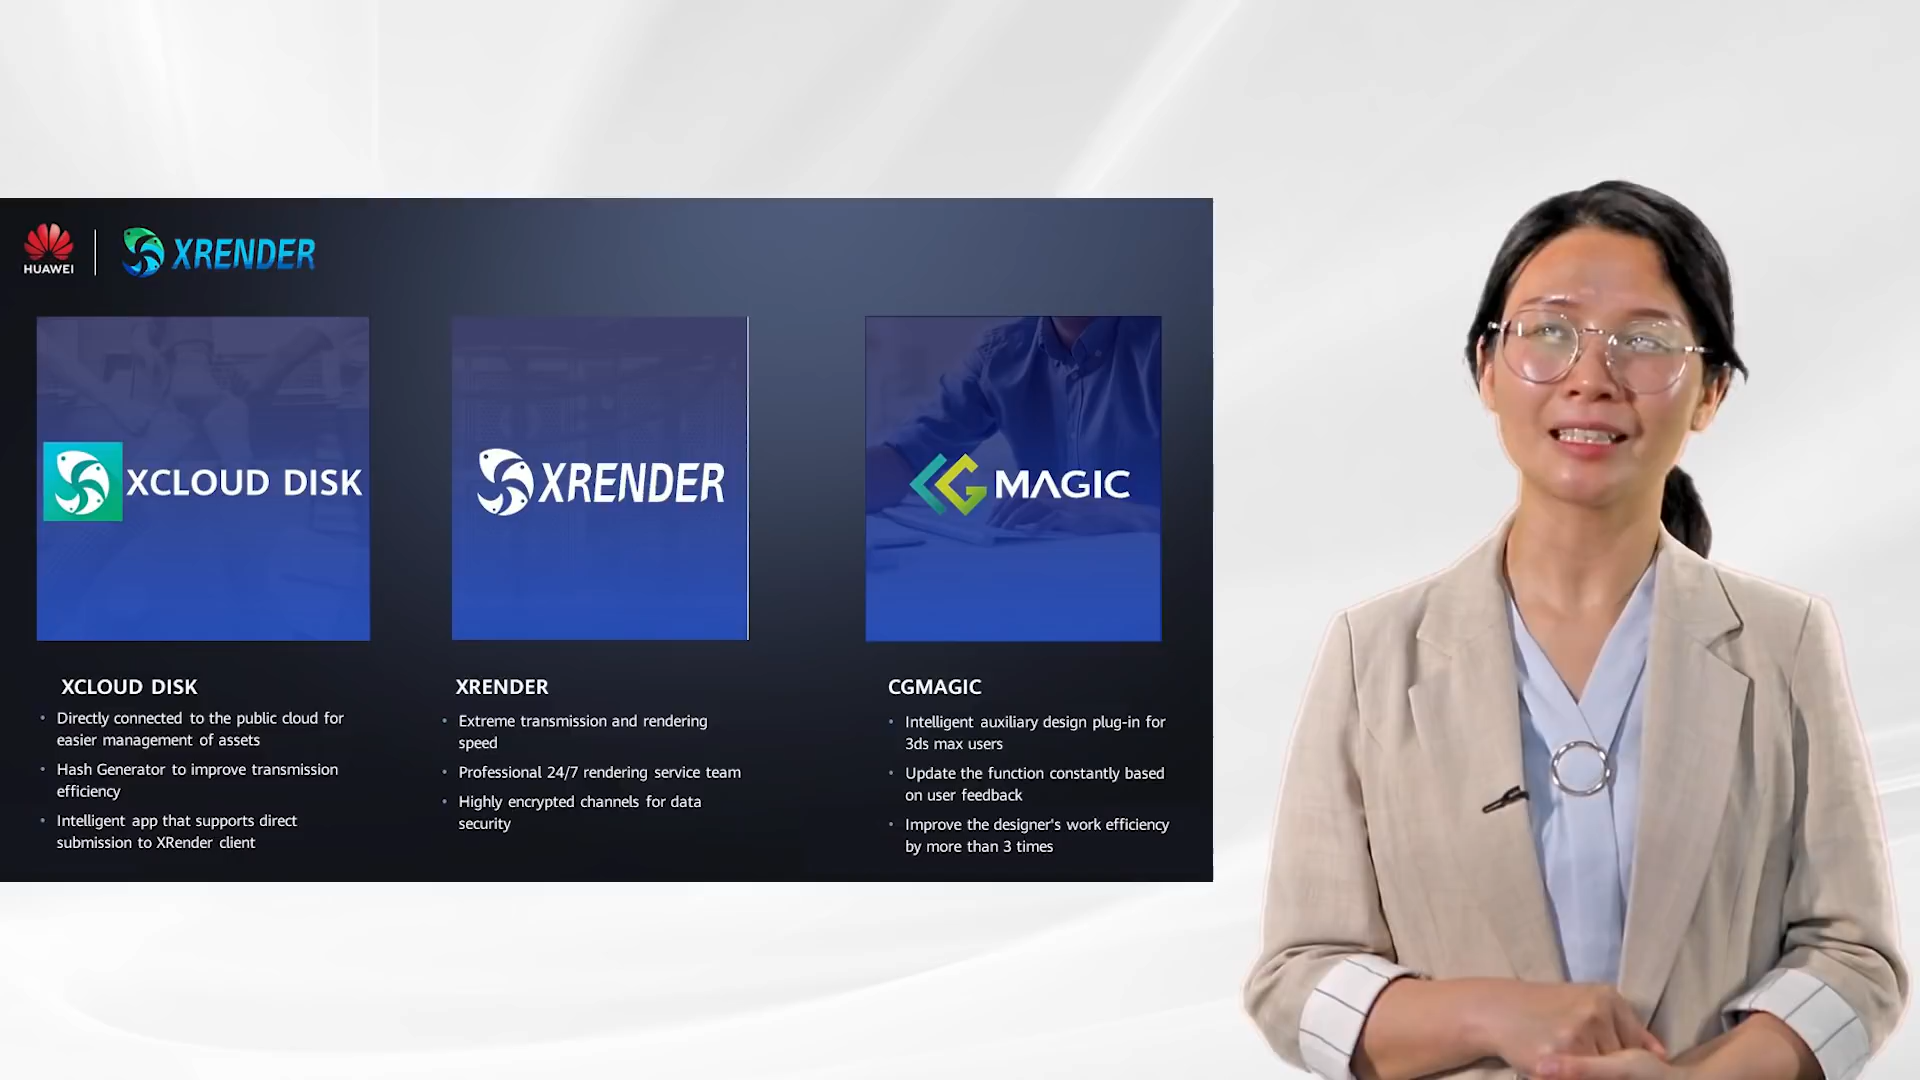 HUAWEI
XRENDER
XCLOUD DISK
XRENDER
CG MAGIC
XCLOUD DISK
• Directly connected to the public cloud for
easier management of assets
• Hash Generator to improve transmission
efficiency
• Intelligent app that supports direct
submission to XRender client
XRENDER
• Extreme transmission and rendering
speed
• Professional 24/7 rendering service team
• Highly encrypted channels for data
security
CGMAGIC
• Intelligent auxiliary design plug-in for
3ds max users
• Update the function constantly based
on user feedback
• Improve the designer's work efficiency
by more than 3 times